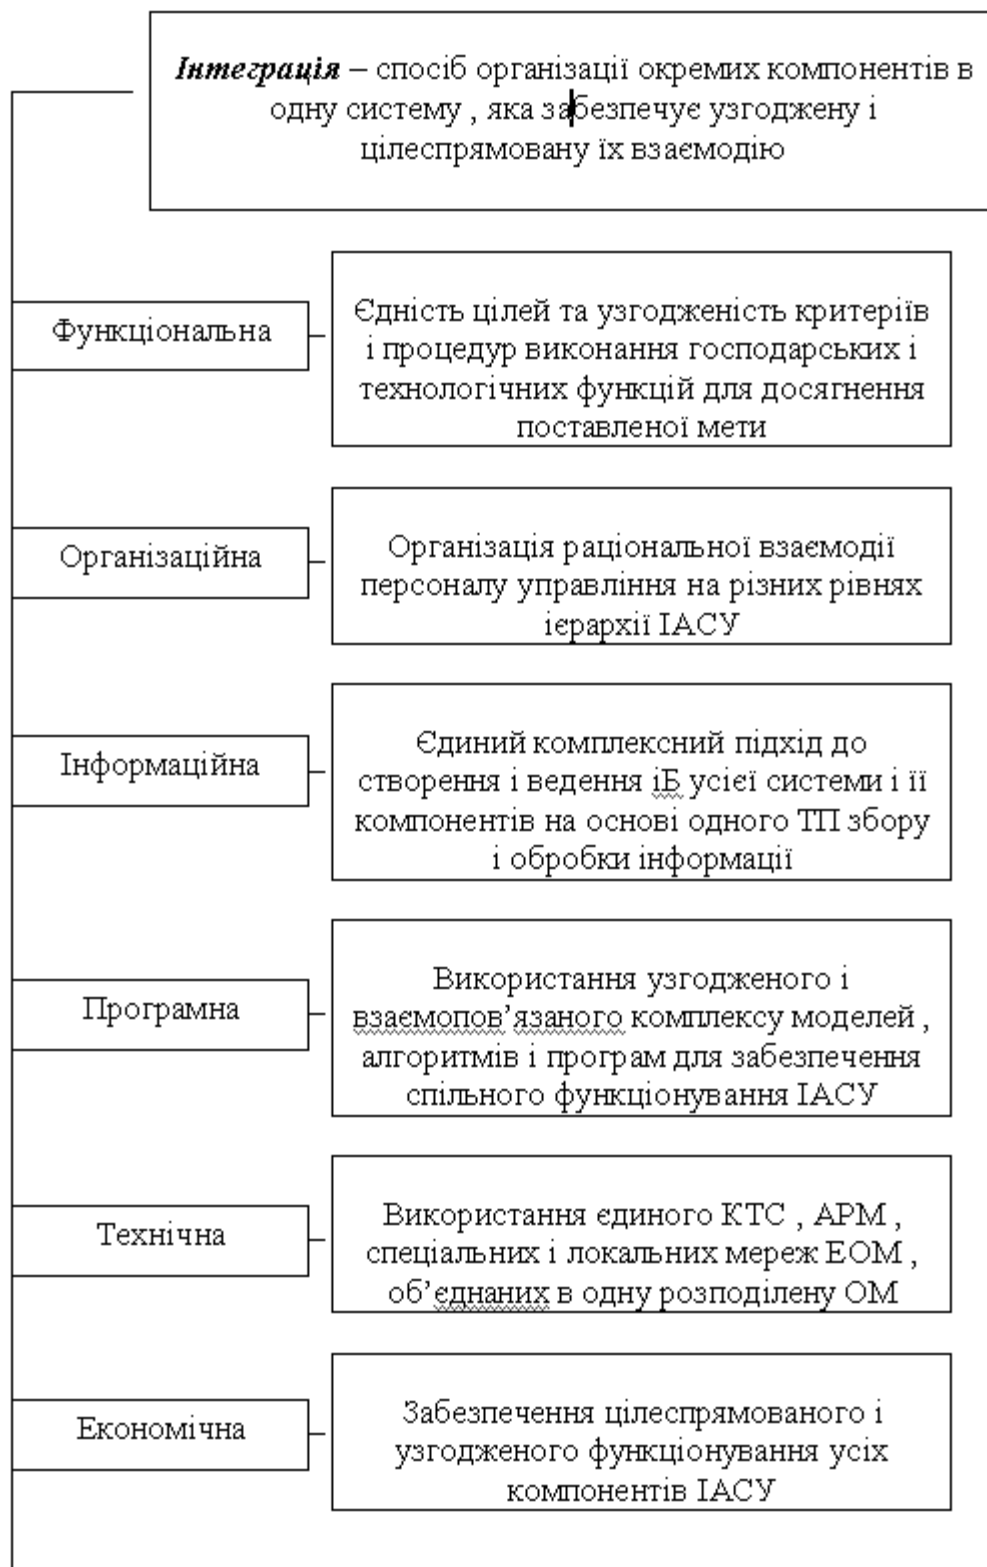 Інтеграція – спосіб організації окремих компонентів в
одну систему , яка забезпечує узгоджену і
цілеспрямовану їх взаємодію
Функціональна
Єдність цілей та узгодженість критеріїв
і процедур виконання господарських і
технологічних функцій для досягнення
поставленої мети
Організаційна
Організація раціональної взаємодії
персоналу управління на різних рівнях
ієрархії ІАСУ
Інформаційна
Єдиний комплексний підхід до
створення і ведення іБ усієї системи і її
компонентів на основі одного ТП збору
і обробки інформації
Програмна
Використання узгодженого і
взаємопов’язаного комплексу моделей ,
алгоритмів і програм для забезпечення
спільного функціонування ІАСУ
Технічна
Використання єдиного КТС , АРМ ,
спеціальних і локальних мереж ЕОМ ,
об’єднаних в одну розподілену ОМ
Економічна
Забезпечення цілеспрямованого і
узгодженого функціонування усіх
компонентів ІАСУ